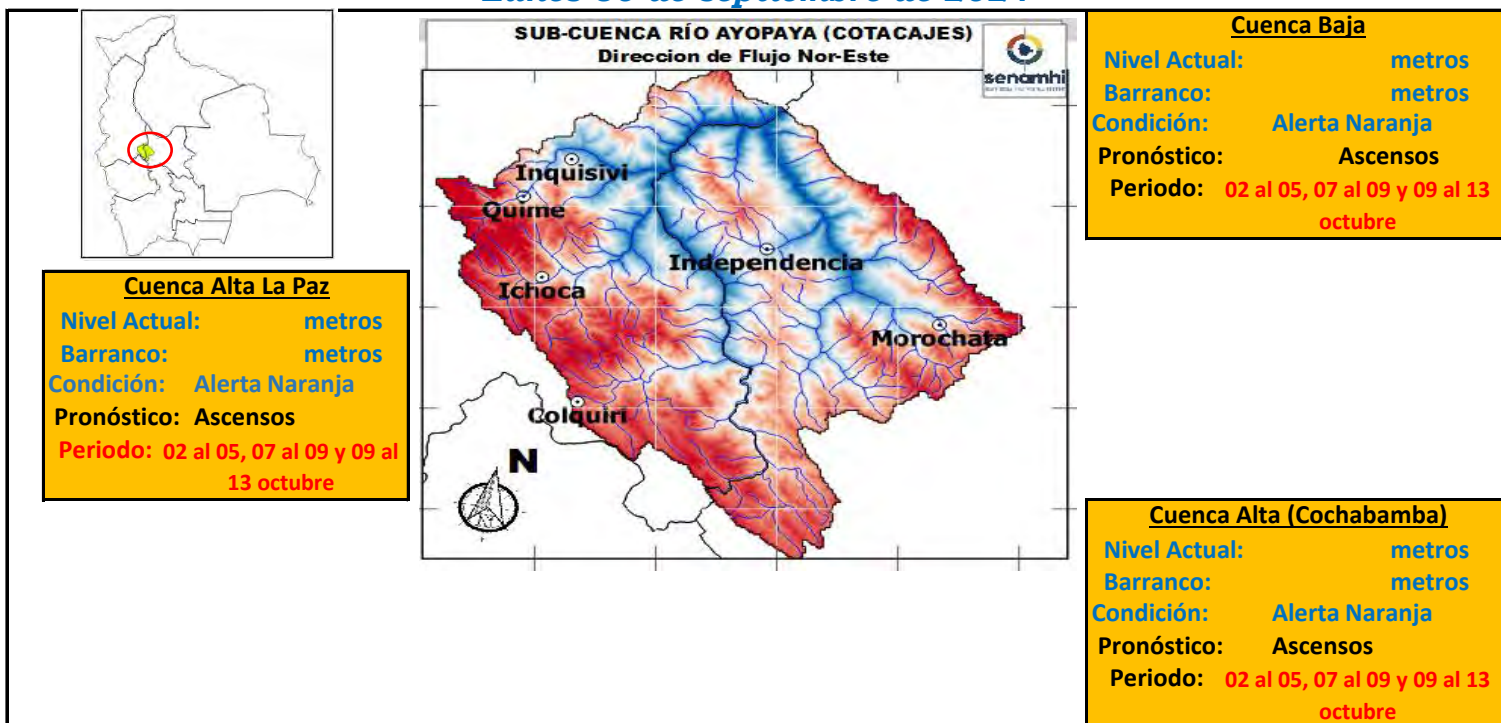 SUB-CUENCA RÍO AYOPAYA (COTACAJES)
Direccion de Flujo Nor-Este
senamhi
Inquisivi
Quime
Independencia
Ichoca
Morochata
Colquiri
N
Cuenca Alta La Paz
Nivel Actual: metros
Barranco: metros
Condición: Alerta Naranja
Pronóstico: Ascensos
Periodo: 02 al 05, 07 al 09 y 09 al
13 octubre
Cuenca Baja
Nivel Actual: metros
Barranco: metros
Condición: Alerta Naranja
Pronóstico: Ascensos
Periodo: 02 al 05, 07 al 09 y 09 al 13
octubre
Cuenca Alta (Cochabamba)
Nivel Actual: metros
Barranco: metros
Condición: Alerta Naranja
Pronóstico: Ascensos
Periodo: 02 al 05, 07 al 09 y 09 al 13
octubre